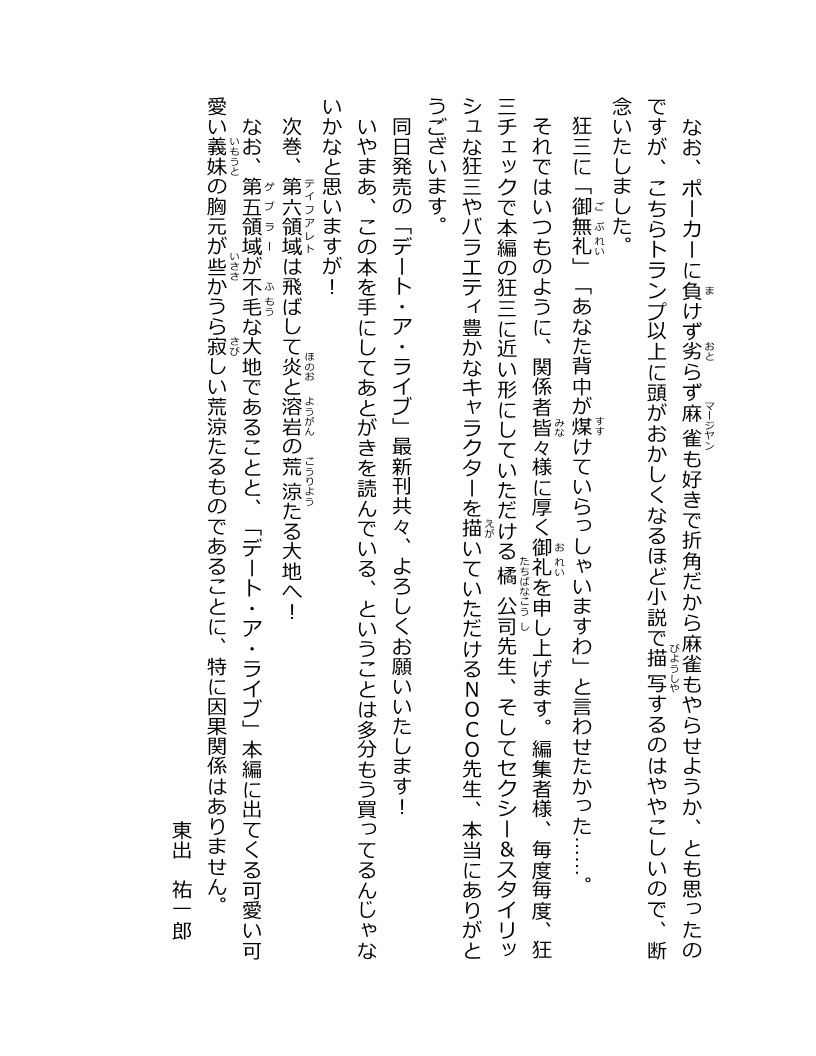 なお、ポーカーに負けず劣らず麻雀も好きで折角だから麻雀もやらせようか、とも思ったの
ですが、こちらトランプ以上に頭がおかしくなるほど小説で描写するのはややこしいので、断
念いたしました。
狂三に「御無礼」「あなた背中が煤けていらっしゃいますわ」と言わせたかった……。
それではいつものように、関係者皆々様に厚く御礼を申し上げます。編集者様、毎度毎度、狂
三チェックで本編の狂三に近い形にしていただける橘公司先生、そしてセクシー＆スタイリッ
シュな狂三やバラエティ豊かなキャラクターを描いていただけるNOCO先生、本当にありがと
うございます。
同日発売の「デート・ア・ライブ」最新刊共々、よろしくお願いいたします！
いやまあ、この本を手にしてあとがきを読んでいる、ということは多分もう買ってるんじゃな
いかなと思いますが！
次巻、第六領域は飛ばして炎と溶岩の荒涼たる大地へ！
なお、第五領域が不毛な大地であることと、「デート・ア・ライブ」本編に出てくる可愛い可
愛い義妹の胸元が些かうら寂しい荒涼たるものであることに、特に因果関係はありません。
東出　祐一郎